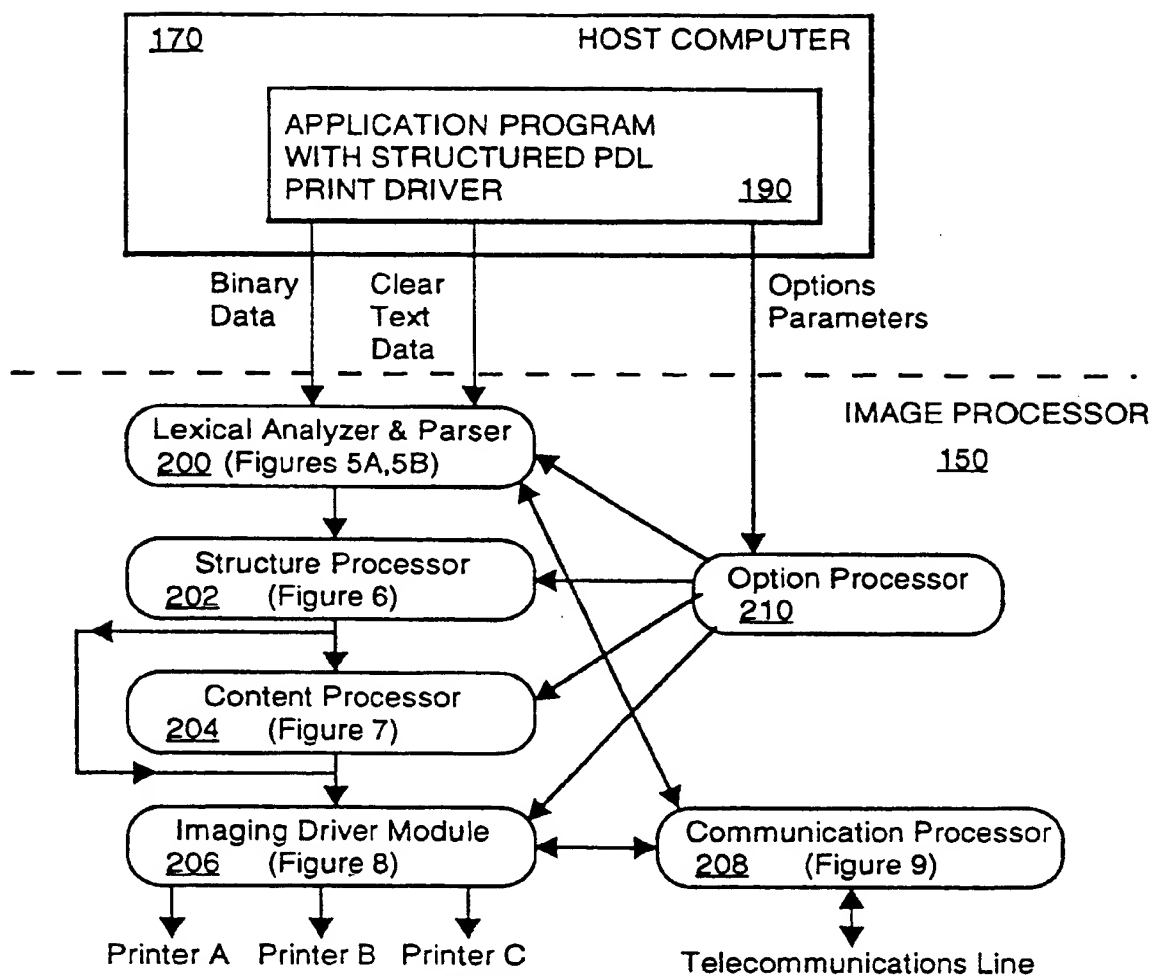 170 HOST COMPUTER
APPLICATION PROGRAM
WITH STRUCTURED PDL
PRINT DRIVER 190
Binary
Data
Clear
Text
Data
Options
Parameters
Lexical Analyzer & Parser
200 (Figures 5A,5B)
IMAGE PROCESSOR
150
Structure Processor
202 (Figure 6)
Option Processor
210
Content Processor
204 (Figure 7)
Imaging Driver Module
206 (Figure 8)
Communication Processor
208 (Figure 9)
Printer A Printer B Printer C
Telecommunications Line